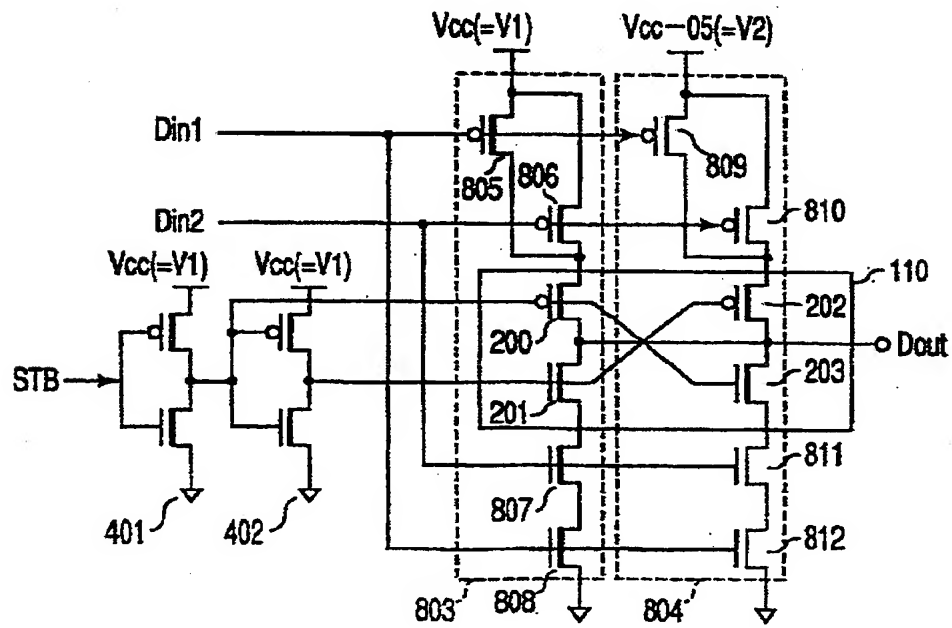 Vcc(=V1)
Vcc−05(=V2)
Din1
805
809
806
Din2
810
Vcc(=V1)
Vcc(=V1)
110
200
202
Dout
STB
201
203
811
401
402
807
812
803
808
804